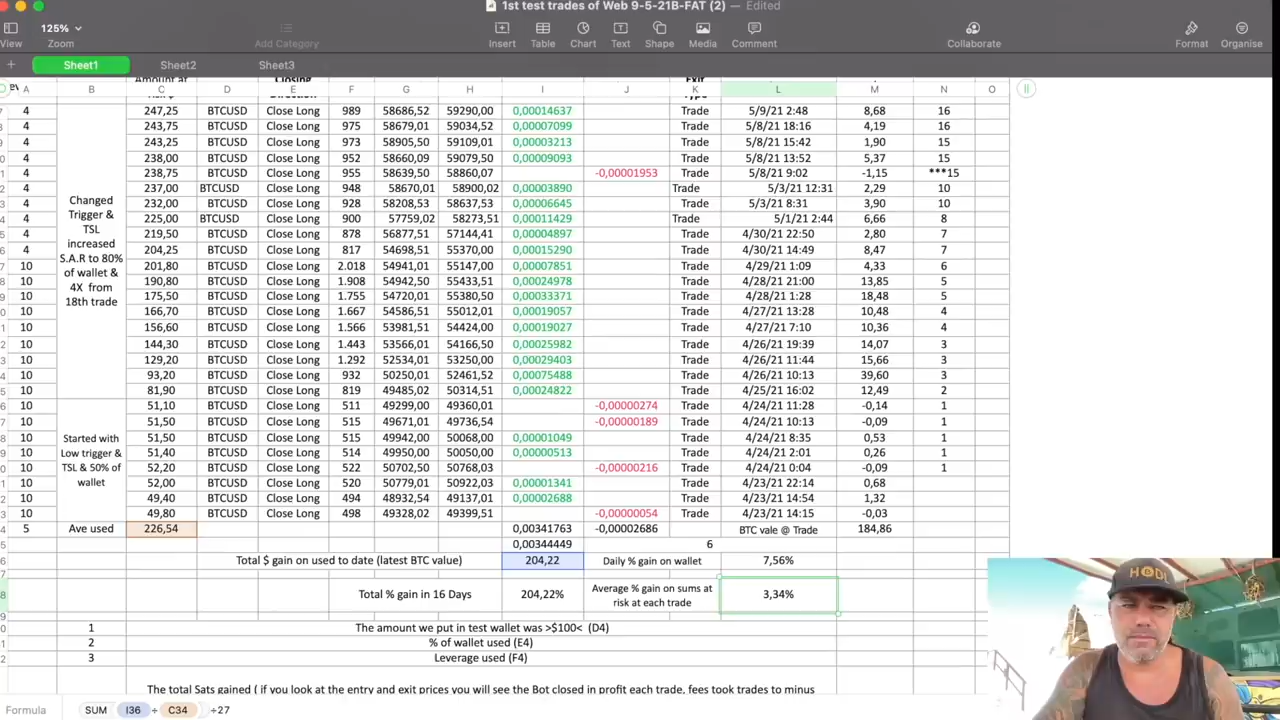 1st test trades of Web 9-5-21B-FAT (2) — Edited
125%
View Zoom Add Category Insert Table Chart Text Shape Media Comment Collaborate Format Organise
+ Sheet1 Sheet2 Sheet3
Closing Exit
A B C D E F G H I J K L M N O
4 247,25 BTCUSD Close Long 989 58686,52 59290,00 0,00014637 Trade 5/9/21 2:48 8,68 16
4 243,75 BTCUSD Close Long 975 58679,01 59034,52 0,00007099 Trade 5/8/21 18:16 4,19 16
4 243,25 BTCUSD Close Long 973 58905,50 59109,01 0,00003213 Trade 5/8/21 15:42 1,90 15
4 238,00 BTCUSD Close Long 952 58660,09 59079,50 0,00009093 Trade 5/8/21 13:52 5,37 15
4 238,75 BTCUSD Close Long 955 58639,50 58860,07 -0,00001953 Trade 5/8/21 9:02 -1,15 ***15
4 237,00 BTCUSD Close Long 948 58670,01 58900,02 0,00003890 Trade 5/3/21 12:31 2,29 10
4 232,00 BTCUSD Close Long 928 58208,53 58637,53 0,00006645 Trade 5/3/21 8:31 3,90 10
4 225,00 BTCUSD Close Long 900 57759,02 58273,51 0,00011429 Trade 5/1/21 2:44 6,66 8
4 219,50 BTCUSD Close Long 878 56877,51 57144,41 0,00004897 Trade 4/30/21 22:50 2,80 7
4 204,25 BTCUSD Close Long 817 54698,51 55370,00 0,00015290 Trade 4/30/21 14:49 8,47 7
10 201,80 BTCUSD Close Long 2.018 54941,01 55147,00 0,00007851 Trade 4/29/21 1:09 4,33 6
10 190,80 BTCUSD Close Long 1.908 54942,50 55433,51 0,00024978 Trade 4/28/21 21:00 13,85 5
10 175,50 BTCUSD Close Long 1.755 54720,01 55380,50 0,00033371 Trade 4/28/21 1:28 18,48 5
10 166,70 BTCUSD Close Long 1.667 54586,51 55012,01 0,00019057 Trade 4/27/21 13:28 10,48 4
10 156,60 BTCUSD Close Long 1.566 53981,51 54424,00 0,00019027 Trade 4/27/21 7:10 10,36 4
10 144,30 BTCUSD Close Long 1.443 53566,01 54166,50 0,00025982 Trade 4/26/21 19:39 14,07 3
10 129,20 BTCUSD Close Long 1.292 52534,01 53250,00 0,00029403 Trade 4/26/21 11:44 15,66 3
10 93,20 BTCUSD Close Long 932 50250,01 52461,52 0,00075488 Trade 4/26/21 10:13 39,60 3
10 81,90 BTCUSD Close Long 819 49485,02 50314,51 0,00024822 Trade 4/25/21 16:02 12,49 2
Changed
Trigger &
TSL
increased
S.A.R to 80%
of wallet &
4X from
18th trade
10 51,10 BTCUSD Close Long 511 49299,00 49360,01 -0,00000274 Trade 4/24/21 11:28 -0,14 1
10 51,50 BTCUSD Close Long 515 49671,01 49736,54 -0,00000189 Trade 4/24/21 10:13 -0,09 1
10 51,50 BTCUSD Close Long 515 49942,00 50068,00 0,00001049 Trade 4/24/21 8:35 0,53 1
10 51,40 BTCUSD Close Long 514 49950,00 50050,00 0,00000513 Trade 4/24/21 2:01 0,26 1
10 52,20 BTCUSD Close Long 522 50702,50 50768,03 -0,00000216 Trade 4/24/21 0:04 -0,09 1
10 52,00 BTCUSD Close Long 520 50779,01 50922,03 0,00001341 Trade 4/23/21 22:14 0,68
10 49,40 BTCUSD Close Long 494 48932,54 49137,01 0,00002688 Trade 4/23/21 14:54 1,32
10 49,80 BTCUSD Close Long 498 49328,02 49399,51 -0,00000054 Trade 4/23/21 14:15 -0,03
Started with
Low trigger &
TSL & 50% of
wallet
5 Ave used 226,54 0,00341763 -0,00002686 BTC vale @ Trade 184,86
0,00344449 6
Total $ gain on used to date (latest BTC value) 204,22 Daily % gain on wallet 7,56%
Total % gain in 16 Days 204,22% Average % gain on sums at risk at each trade 3,34%
1 The amount we put in test wallet was >$100< (D4)
2 % of wallet used (E4)
3 Leverage used (F4)
The total Sats gained ( if you look at the entry and exit prices you will see the Bot closed in profit each trade, fees took trades to minus
Formula SUM I36 ÷ C34 ÷27
HODL